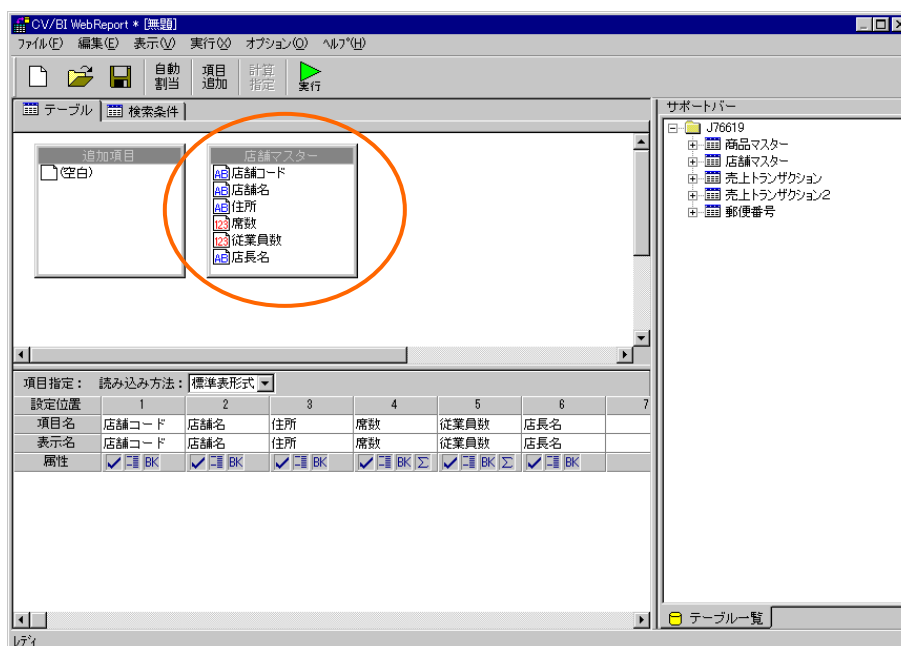 CV/BI WebReport * [無題]
ﾌｧｲﾙ(F) 編集(E) 表示(V) 実行(X) オプション(O) ﾍﾙﾌﾟ(H)
自動割当 項目追加 計算指定 実行
テーブル 検索条件
追加項目
(空白)
店舗マスター
AB 店舗コード
AB 店舗名
AB 住所
123 席数
123 従業員数
AB 店長名
サポートバー
J76619
商品マスター
店舗マスター
売上トランザクション
売上トランザクション2
郵便番号
項目指定： 読み込み方法： 標準表形式
設定位置 1 2 3 4 5 6 7
項目名 店舗コード 店舗名 住所 席数 従業員数 店長名
表示名 店舗コード 店舗名 住所 席数 従業員数 店長名
属性 BK BK BK BK Σ BK Σ BK
テーブル一覧
ﾚﾃﾞｨ